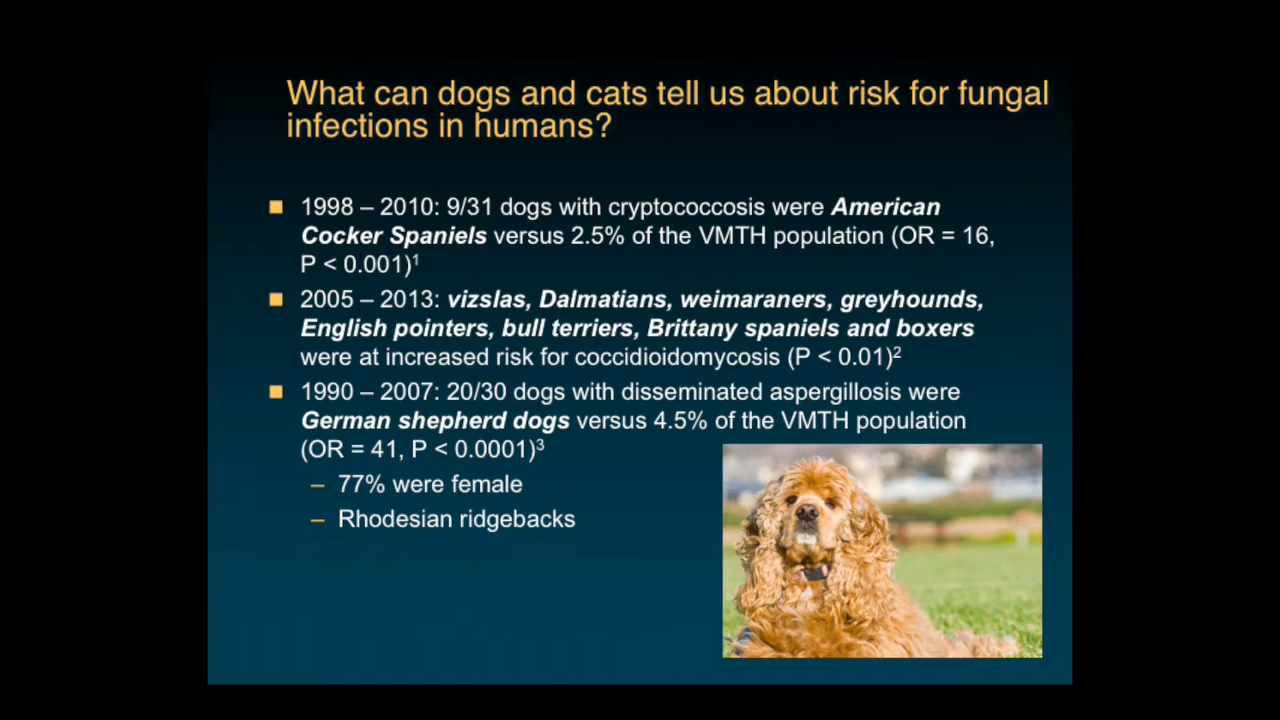 What can dogs and cats tell us about risk for fungal
infections in humans?
1998 – 2010: 9/31 dogs with cryptococcosis were American
Cocker Spaniels versus 2.5% of the VMTH population (OR = 16,
P < 0.001)¹
2005 – 2013: vizslas, Dalmatians, weimaraners, greyhounds,
English pointers, bull terriers, Brittany spaniels and boxers
were at increased risk for coccidioidomycosis (P < 0.01)²
1990 – 2007: 20/30 dogs with disseminated aspergillosis were
German shepherd dogs versus 4.5% of the VMTH population
(OR = 41, P < 0.0001)³
– 77% were female
– Rhodesian ridgebacks